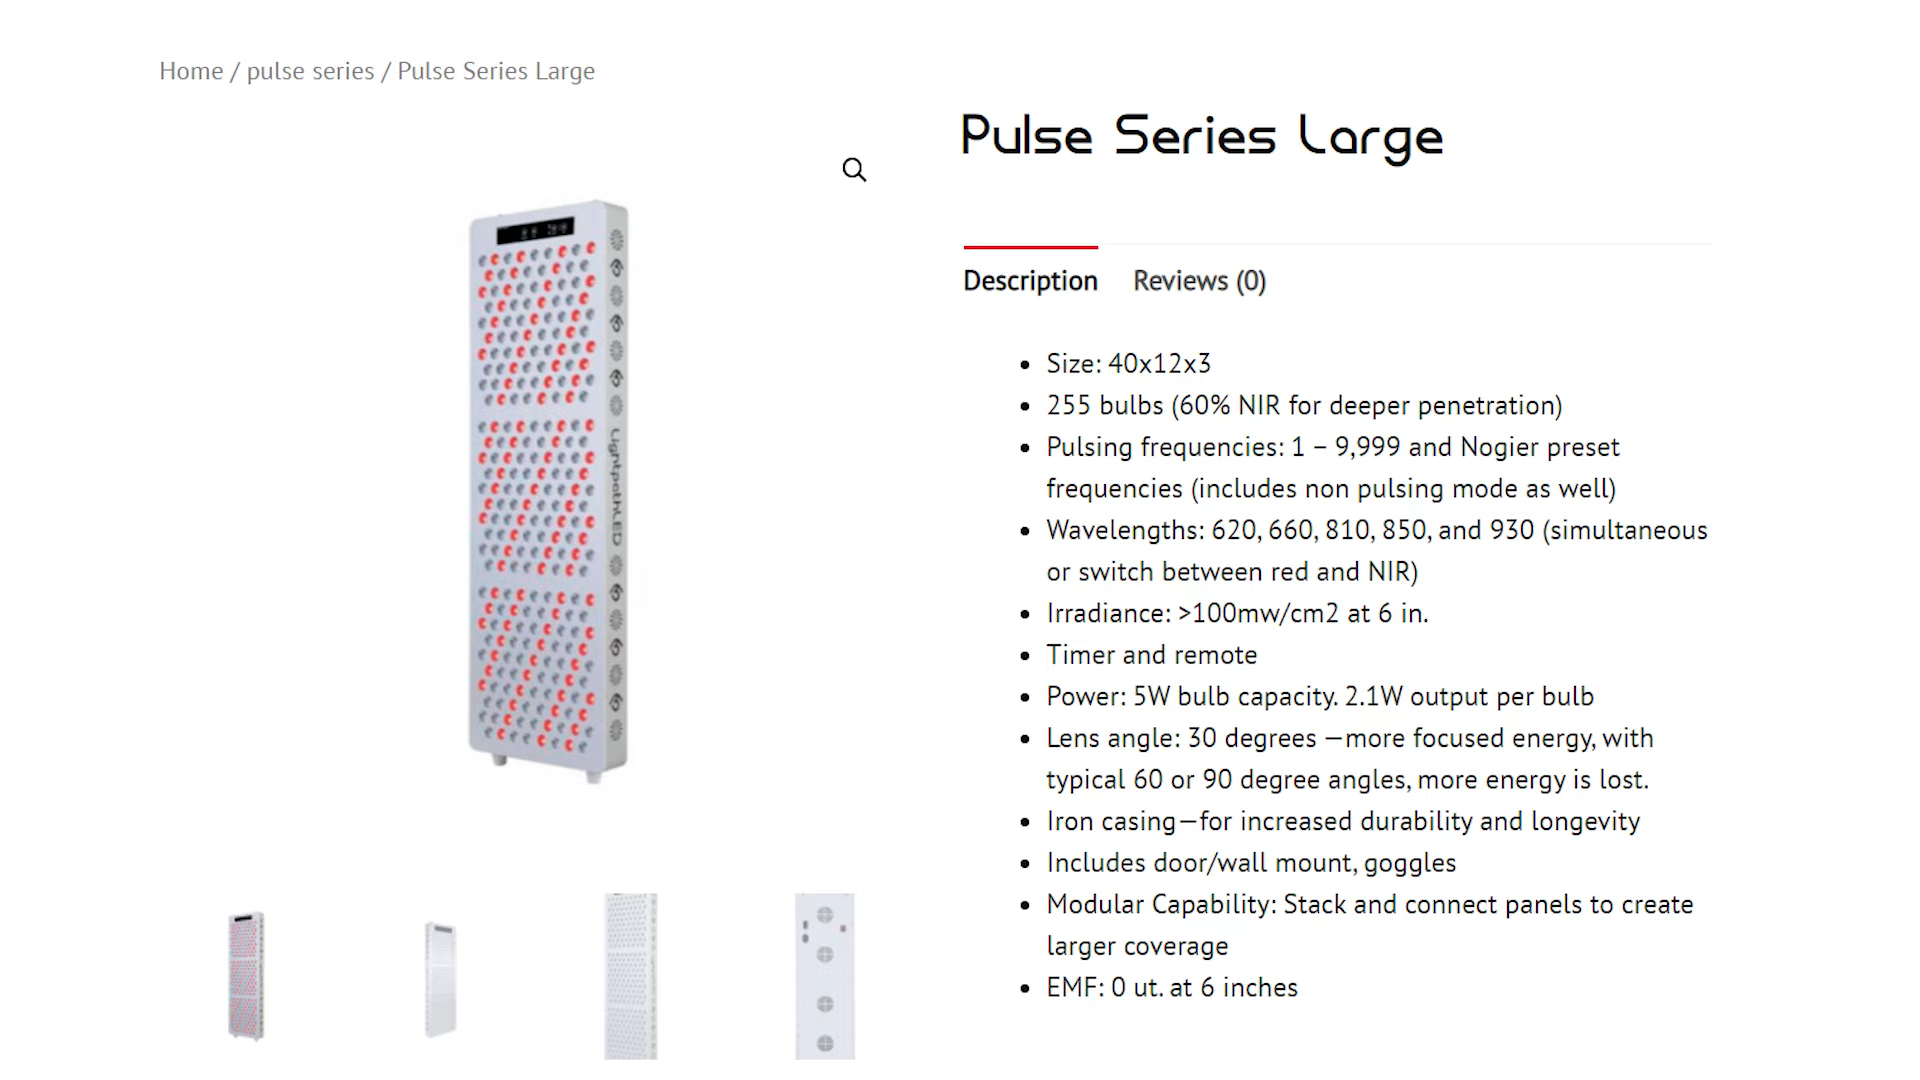 Home / pulse series / Pulse Series Large
Pulse Series Large
Description Reviews (0)
Size: 40x12x3
255 bulbs (60% NIR for deeper penetration)
Pulsing frequencies: 1 – 9,999 and Nogier preset
frequencies (includes non pulsing mode as well)
Wavelengths: 620, 660, 810, 850, and 930 (simultaneous
or switch between red and NIR)
Irradiance: >100mw/cm2 at 6 in.
Timer and remote
Power: 5W bulb capacity. 2.1W output per bulb
Lens angle: 30 degrees —more focused energy, with
typical 60 or 90 degree angles, more energy is lost.
Iron casing—for increased durability and longevity
Includes door/wall mount, goggles
Modular Capability: Stack and connect panels to create
larger coverage
EMF: 0 ut. at 6 inches
LightpathLED